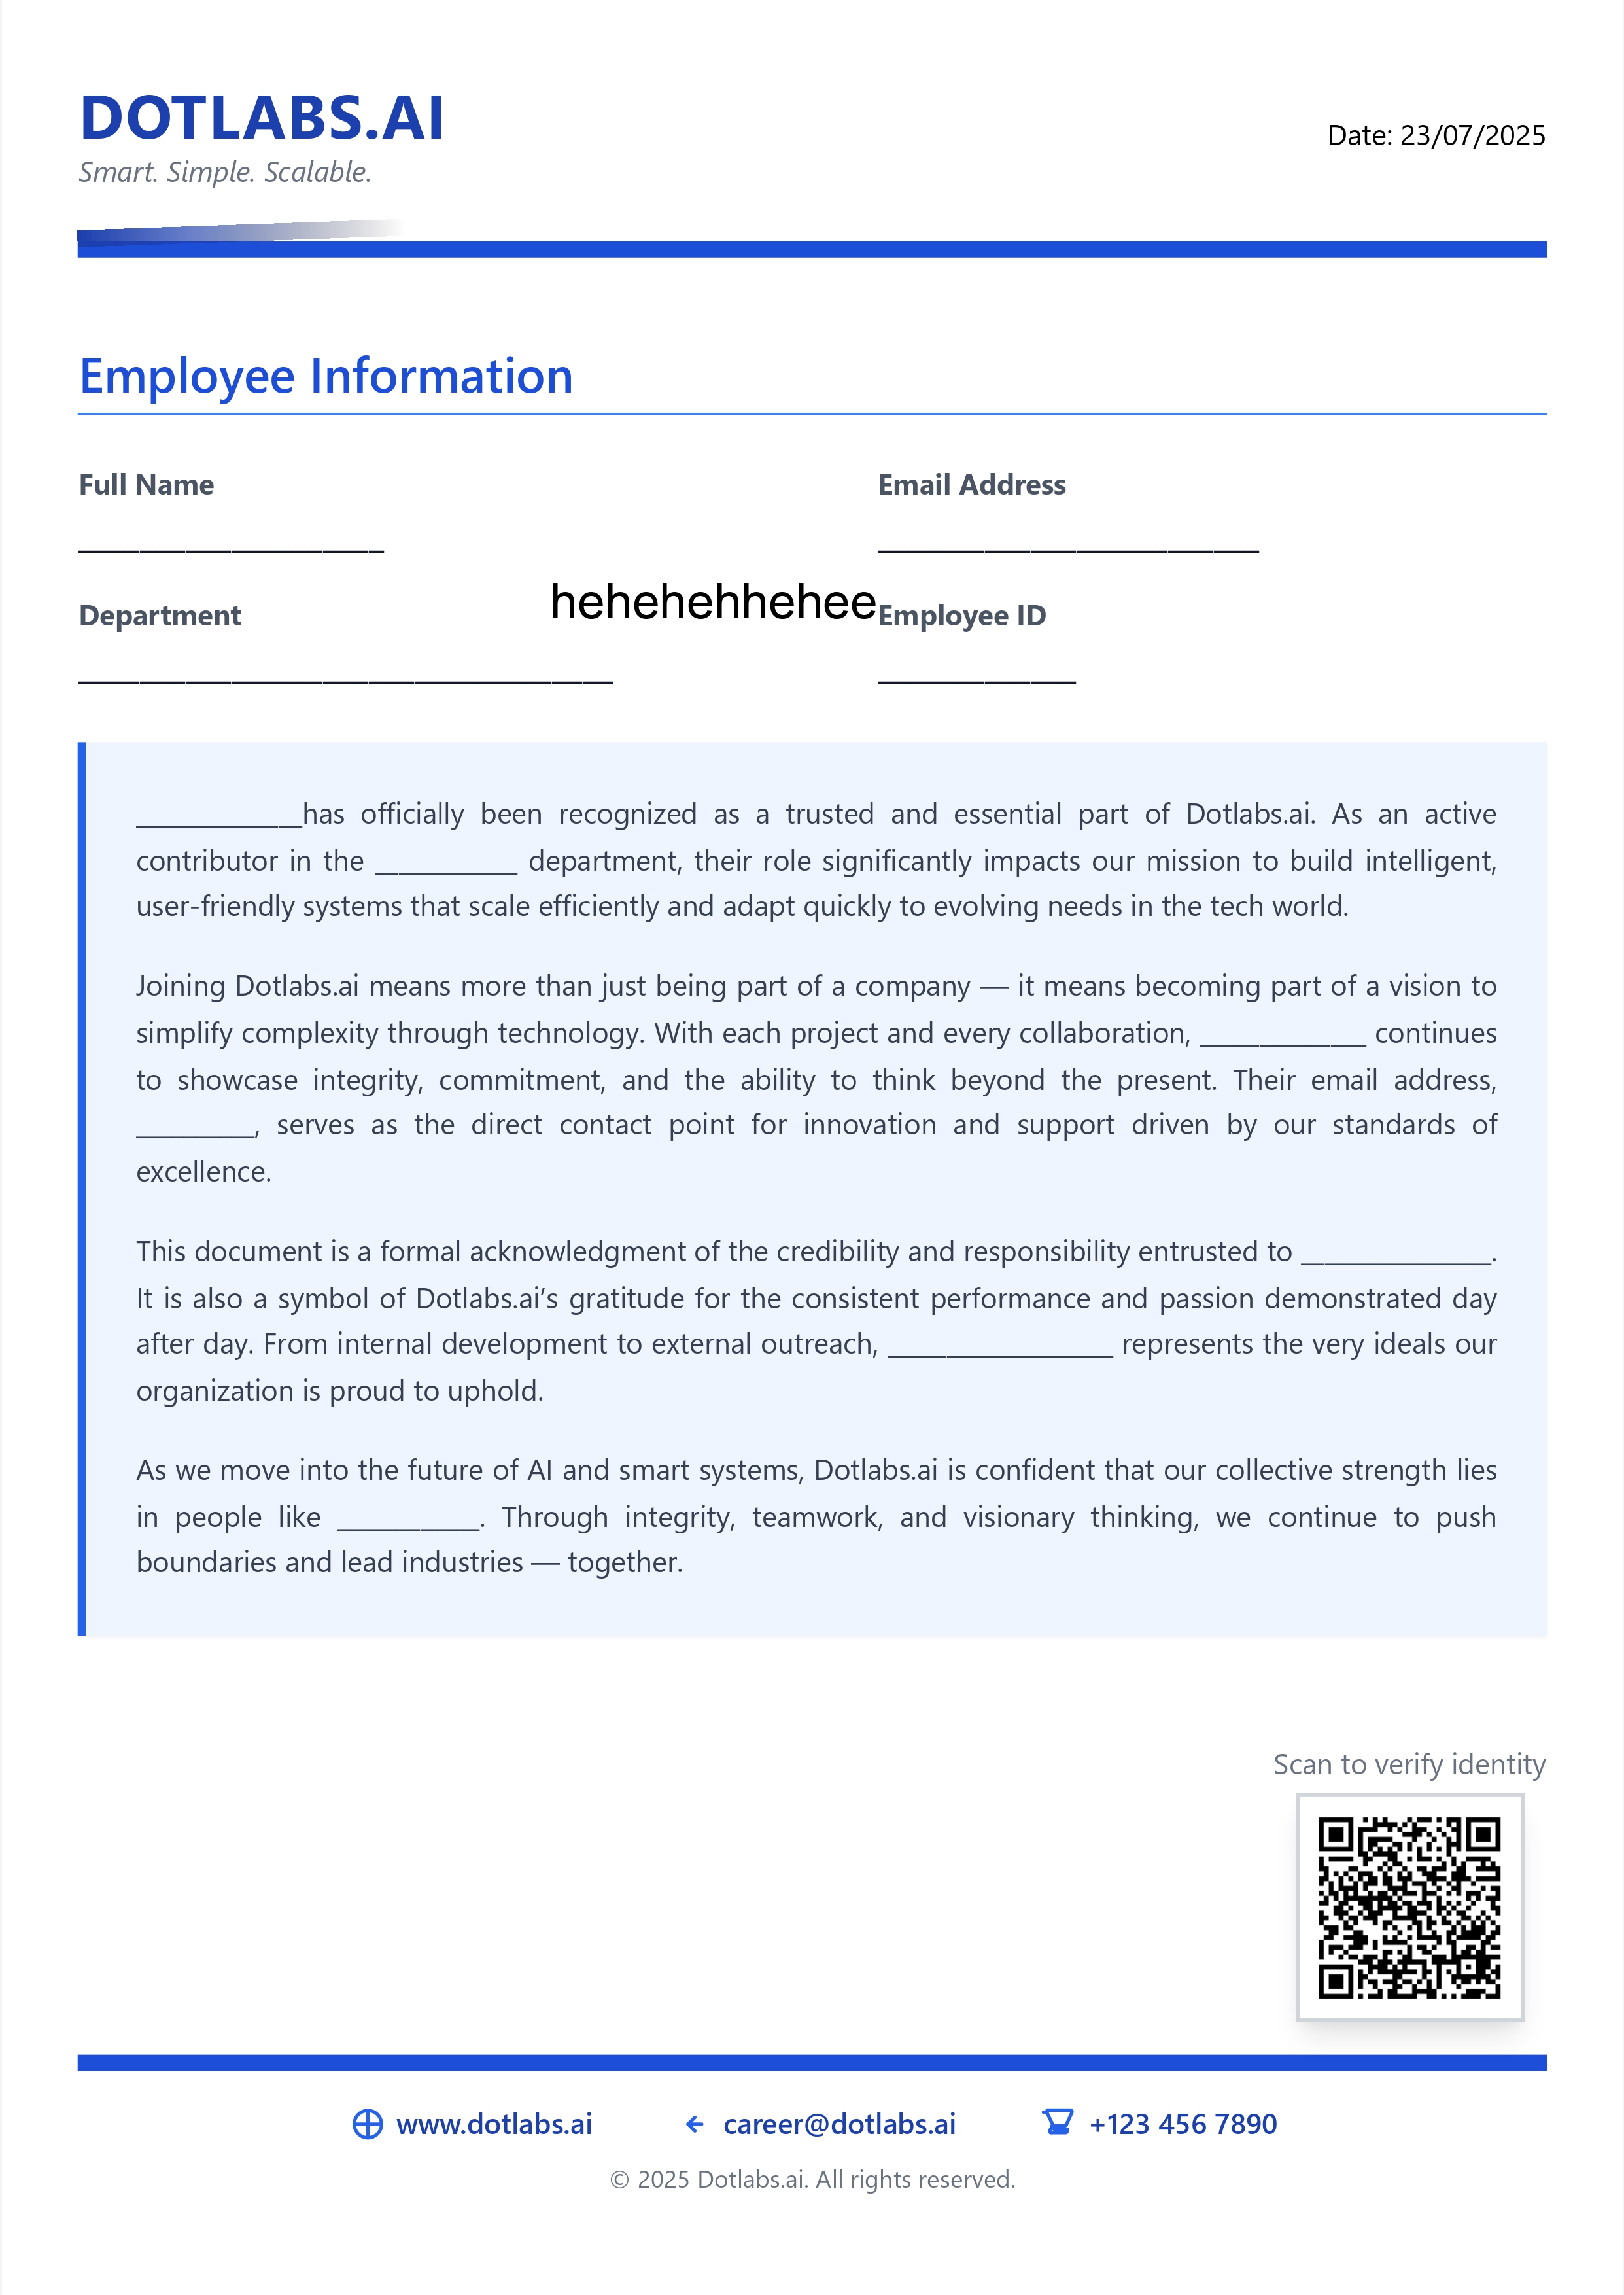 DOTLABS.AI
Smart. Simple. Scalable.
Date: 23/07/2025
Employee Information
Full Name
____________________
Email Address
_________________________
Department
___________________________________
hehehehhehee
Employee ID
_____________
______________has officially been recognized as a trusted and essential part of Dotlabs.ai. As an active
contributor in the ____________ department, their role significantly impacts our mission to build intelligent,
user-friendly systems that scale efficiently and adapt quickly to evolving needs in the tech world.
Joining Dotlabs.ai means more than just being part of a company — it means becoming part of a vision to
simplify complexity through technology. With each project and every collaboration, ______________ continues
to showcase integrity, commitment, and the ability to think beyond the present. Their email address,
__________, serves as the direct contact point for innovation and support driven by our standards of
excellence.
This document is a formal acknowledgment of the credibility and responsibility entrusted to ________________.
It is also a symbol of Dotlabs.ai’s gratitude for the consistent performance and passion demonstrated day
after day. From internal development to external outreach, ___________________ represents the very ideals our
organization is proud to uphold.
As we move into the future of AI and smart systems, Dotlabs.ai is confident that our collective strength lies
in people like ____________. Through integrity, teamwork, and visionary thinking, we continue to push
boundaries and lead industries — together.
Scan to verify identity
www.dotlabs.ai
career@dotlabs.ai
+123 456 7890
© 2025 Dotlabs.ai. All rights reserved.